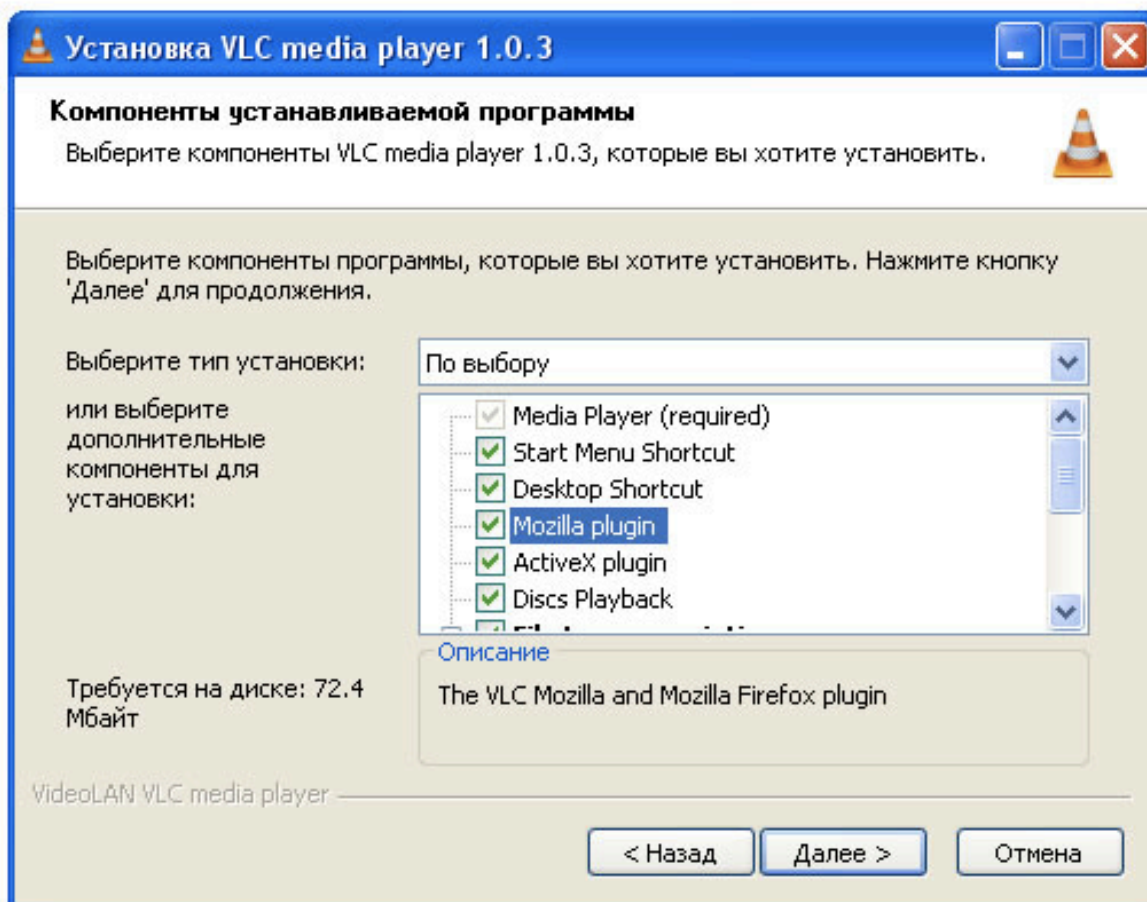 Установка VLC media player 1.0.3
Компоненты устанавливаемой программы
Выберите компоненты VLC media player 1.0.3, которые вы хотите установить.
Выберите компоненты программы, которые вы хотите установить. Нажмите кнопку
'Далее' для продолжения.
Выберите тип установки:
По выбору
или выберите
дополнительные
компоненты для
установки:
Media Player (required)
Start Menu Shortcut
Desktop Shortcut
Mozilla plugin
ActiveX plugin
Discs Playback
Описание
Требуется на диске: 72.4
Мбайт
The VLC Mozilla and Mozilla Firefox plugin
VideoLAN VLC media player
< Назад
Далее >
Отмена